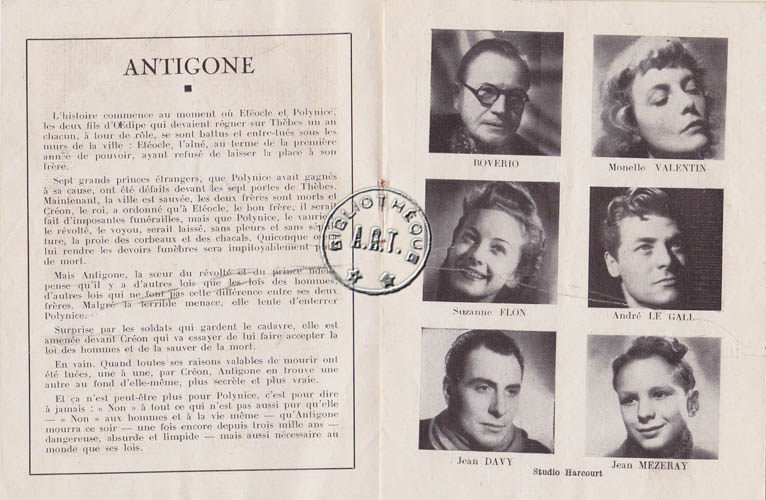 ANTIGONE
L'histoire commence au moment où Etéocle et Polynice,
les deux fils d'Œdipe qui devaient régner sur Thèbes un an
chacun, à tour de rôle, se sont battus et entre-tués sous les
murs de la ville : Etéocle, l'aîné, au terme de la première
année de pouvoir, ayant refusé de laisser la place à son
frère.
Sept grands princes étrangers, que Polynice avait gagnés
à sa cause, ont été défaits devant les sept portes de Thèbes.
Maintenant, la ville est sauvée, les deux frères sont morts et
Créon, le roi, a ordonné qu'à Etéocle, le bon frère, il serait
fait d'imposantes funérailles, mais que Polynice, le vaurien,
le révolté, le voyou, serait laissé, sans pleurs et sans
ture, la proie des corbeaux et des chacals. Quiconque
lui rendre les devoirs funèbres sera impitoyablement
de mort.
Mais Antigone, la sœur du révolté et du prince
pense qu'il y a d'autres lois que les lois des hommes,
d'autres lois qui ne font pas cette différence entre ses deux
frères. Malgré la terrible menace, elle tente d'enterrer
Polynice.
Surprise par les soldats qui gardent le cadavre, elle est
amenée devant Créon qui va essayer de lui faire accepter la
loi des hommes et de la sauver de la mort.
En vain. Quand toutes ses raisons valables de mourir ont
été tuées, une à une, par Créon, Antigone en trouve une
autre au fond d'elle-même, plus secrète et plus vraie.
Et ça n'est peut-être plus pour Polynice, c'est pour dire
à jamais : « Non » à tout ce qui n'est pas aussi pur qu'elle
— « Non » aux hommes et à la vie même — qu'Antigone
mourra ce soir — une fois encore depuis trois mille ans —
dangereuse, absurde et limpide — mais aussi nécessaire au
monde que ses lois.
BIBLIOTHÈQUE
A.R.T.
BOVERIO
Monelle VALENTIN
Suzanne FLON
André LE GALL
Jean DAVY
Jean MEZERAY
Studio Harcourt